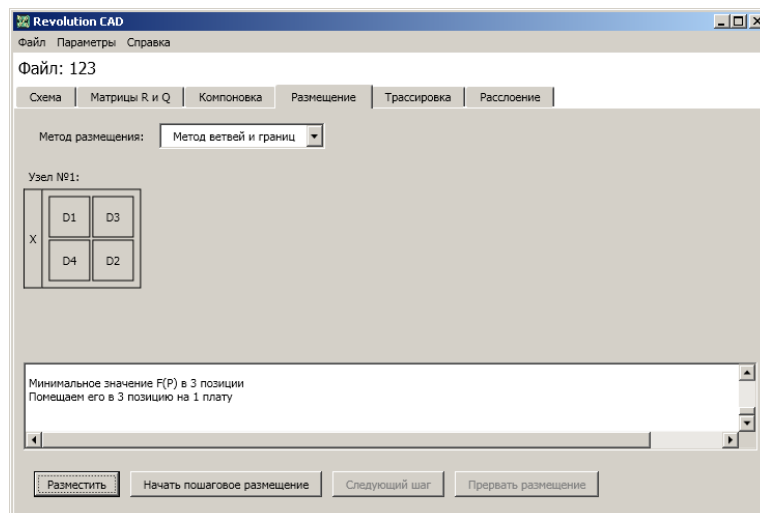 Revolution CAD
Файл Параметры Справка
Файл: 123
Схема Матрицы R и Q Компоновка Размещение Трассировка Расслоение
Метод размещения: Метод ветвей и границ
Узел №1:
D1 D3
X
D4 D2
Минимальное значение F(P) в 3 позиции
Помещаем его в 3 позицию на 1 плату
Разместить Начать пошаговое размещение Следующий шаг Прервать размещение